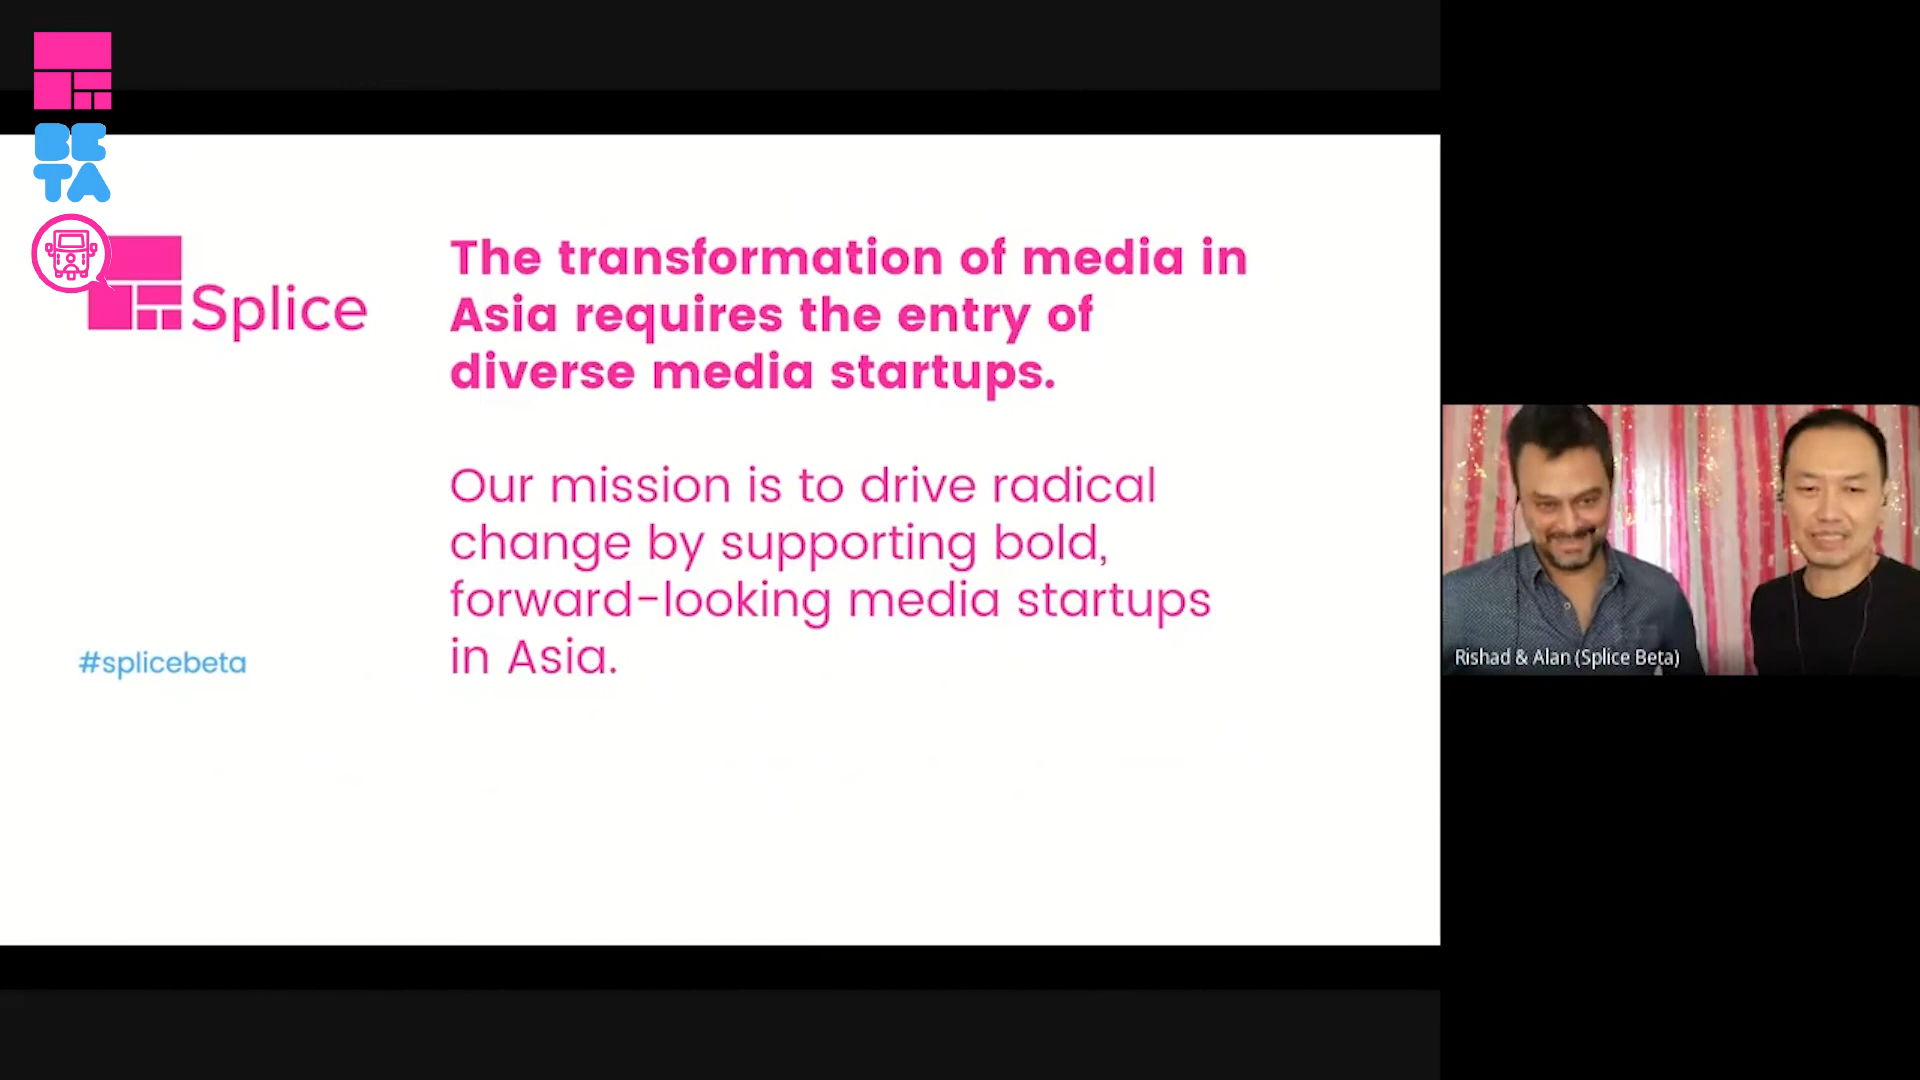 BE
TA
Splice
The transformation of media in
Asia requires the entry of
diverse media startups.
Our mission is to drive radical
change by supporting bold,
forward-looking media startups
in Asia.
#splicebeta
Rishad & Alan (Splice Beta)